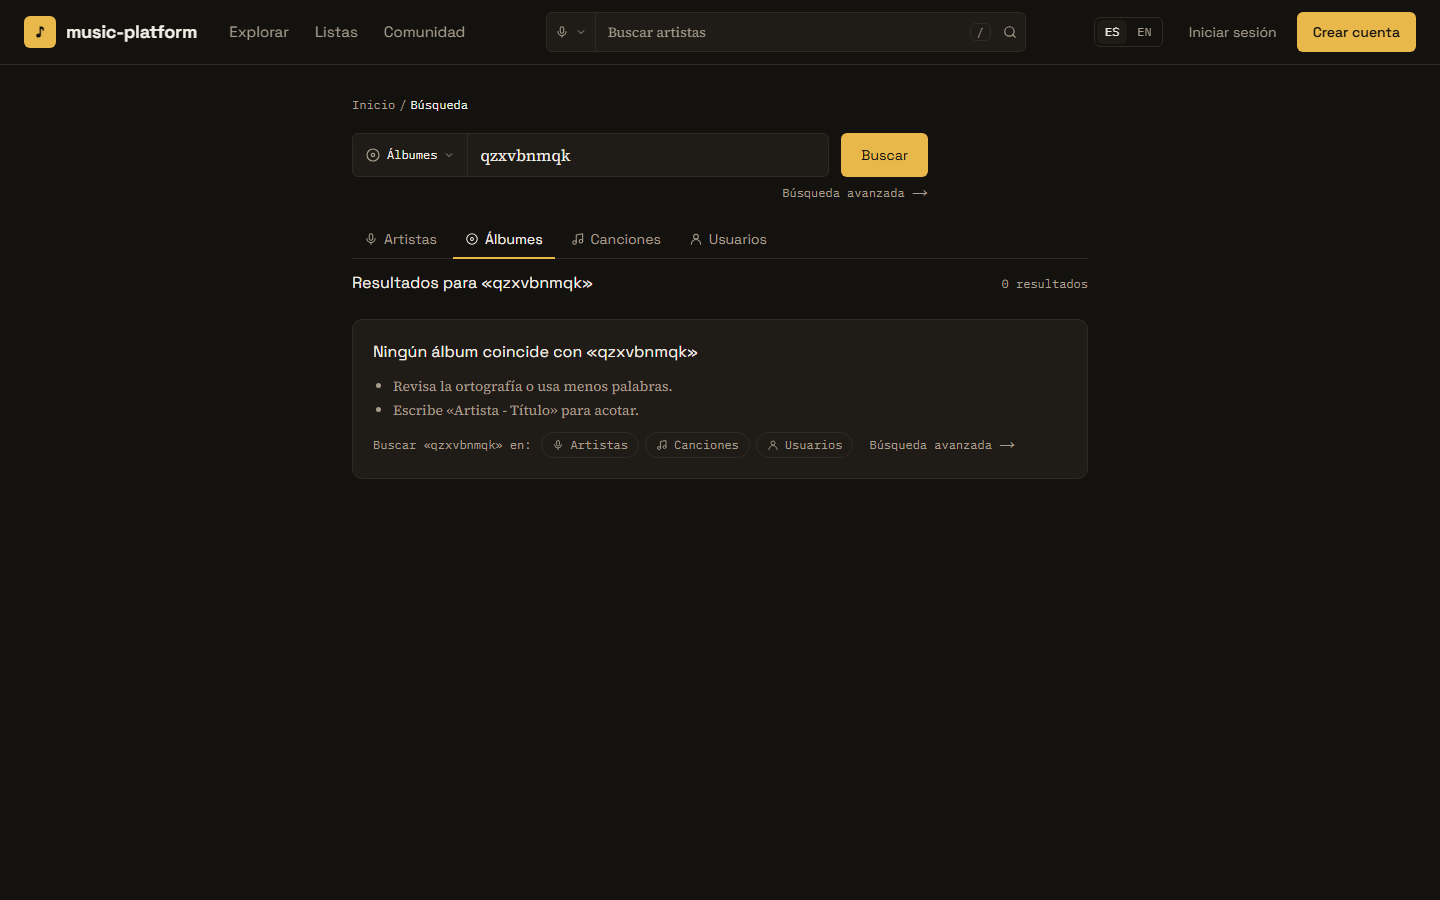 music-platform Explorar Listas Comunidad Buscar artistas / ES EN Iniciar sesión Crear cuenta
Inicio / Búsqueda
Álbumes qzxvbnmqk Buscar
Búsqueda avanzada →
Artistas Álbumes Canciones Usuarios
Resultados para «qzxvbnmqk» 0 resultados
Ningún álbum coincide con «qzxvbnmqk»
• Revisa la ortografía o usa menos palabras.
• Escribe «Artista - Título» para acotar.
Buscar «qzxvbnmqk» en: Artistas Canciones Usuarios Búsqueda avanzada →